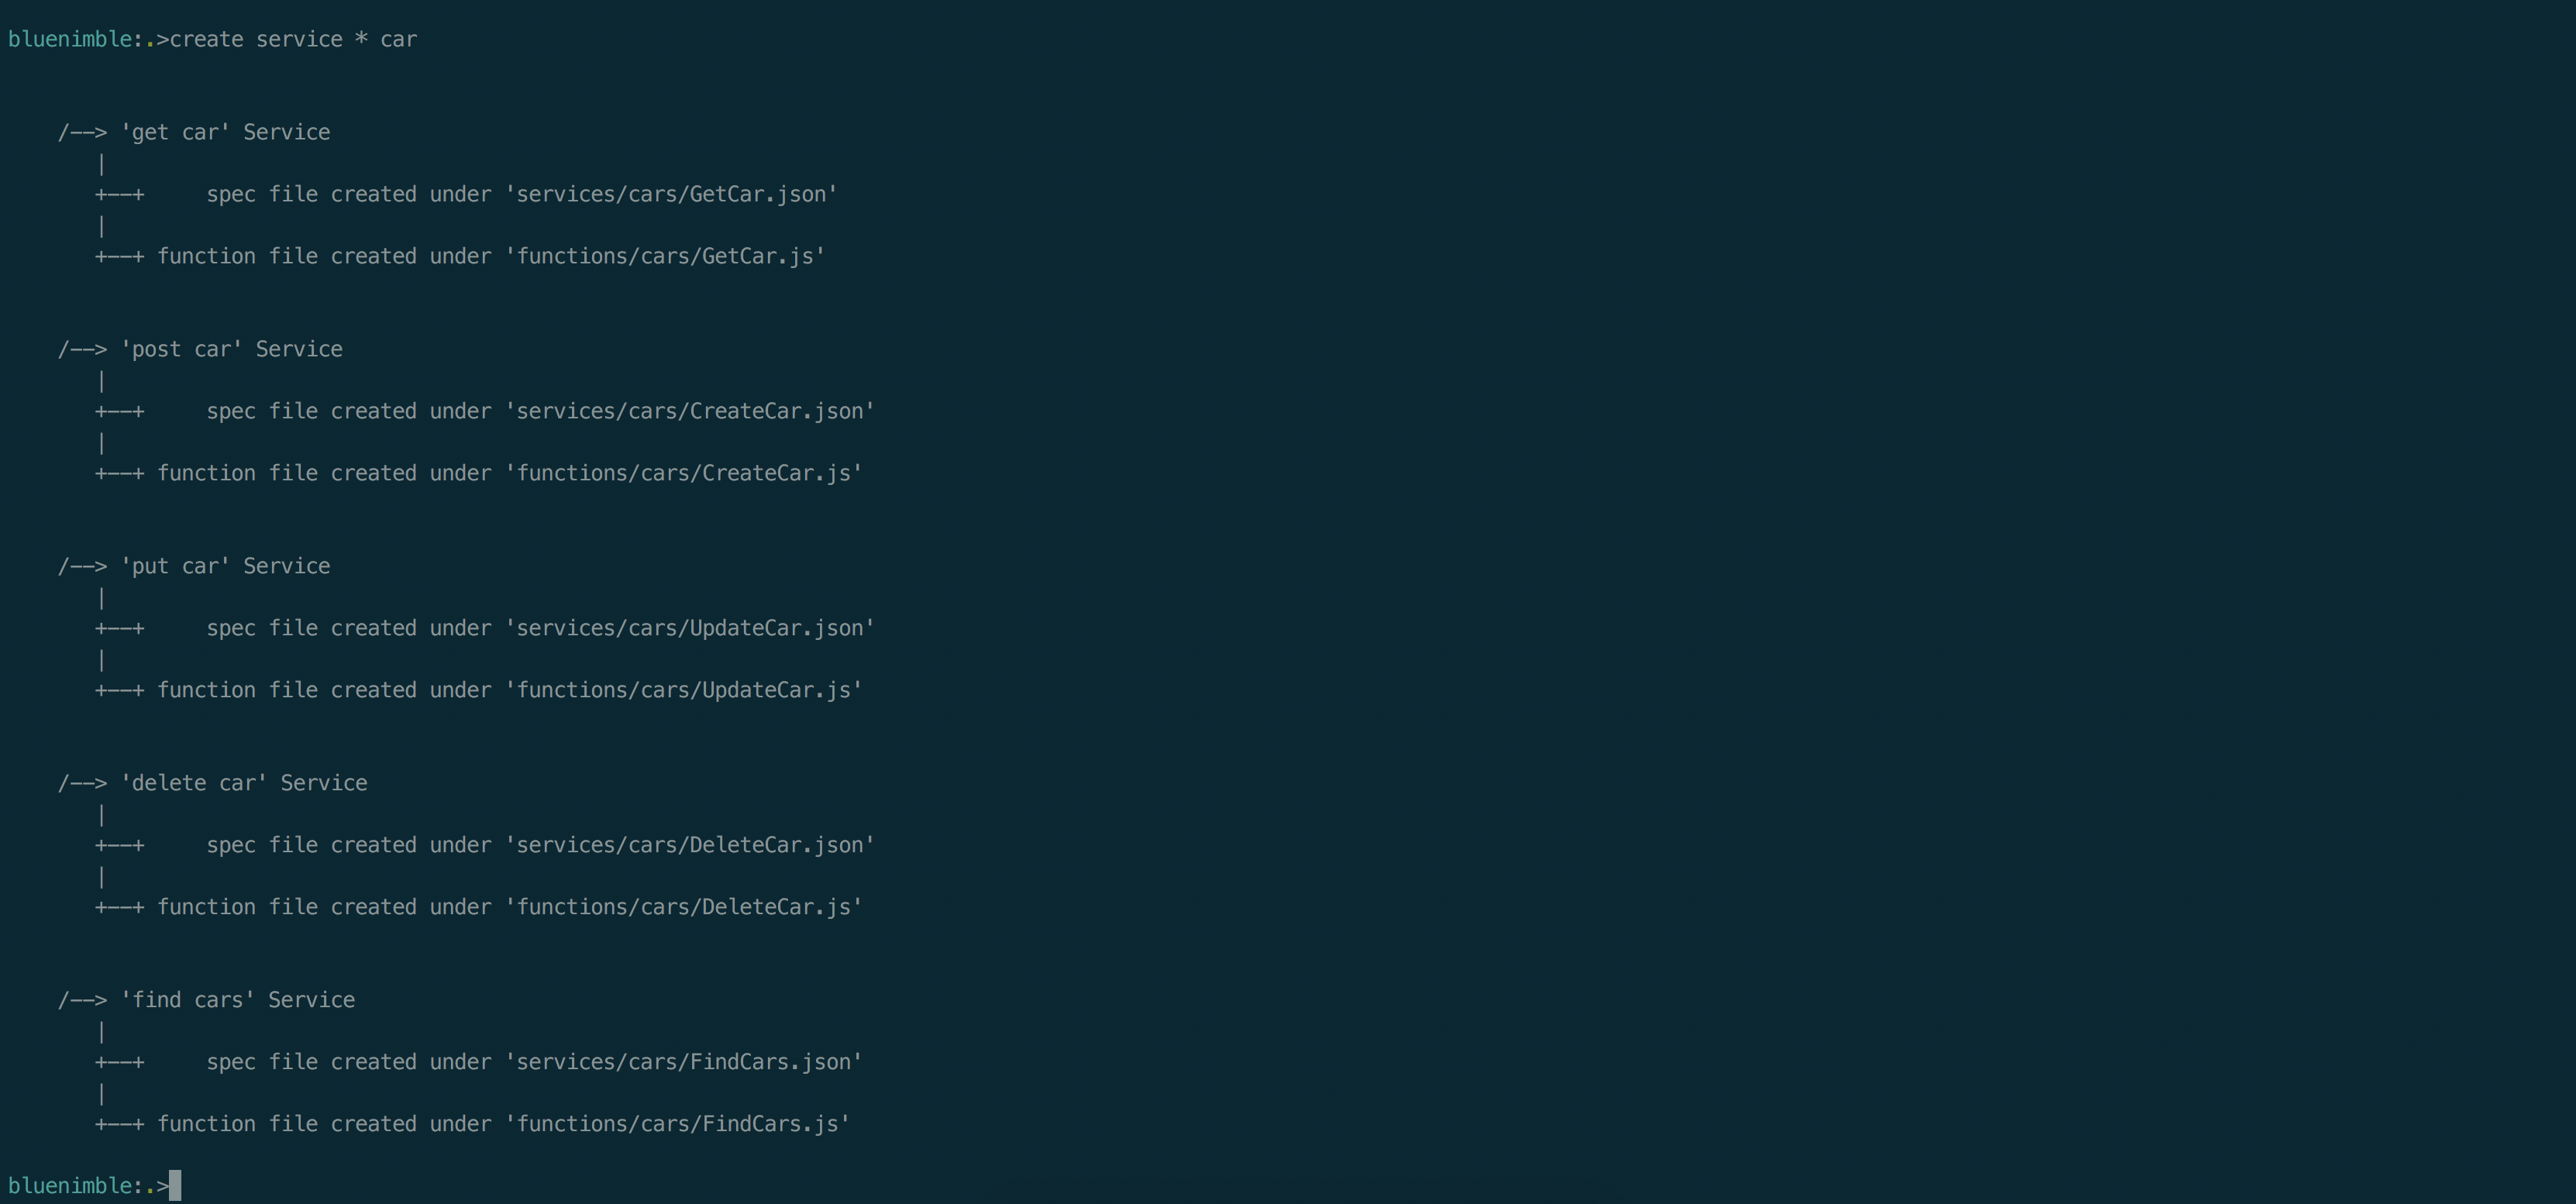 bluenimble:.>create service * car
/--> 'get car' Service
|
+--+     spec file created under 'services/cars/GetCar.json'
|
+--+ function file created under 'functions/cars/GetCar.js'
/--> 'post car' Service
|
+--+     spec file created under 'services/cars/CreateCar.json'
|
+--+ function file created under 'functions/cars/CreateCar.js'
/--> 'put car' Service
|
+--+     spec file created under 'services/cars/UpdateCar.json'
|
+--+ function file created under 'functions/cars/UpdateCar.js'
/--> 'delete car' Service
|
+--+     spec file created under 'services/cars/DeleteCar.json'
|
+--+ function file created under 'functions/cars/DeleteCar.js'
/--> 'find cars' Service
|
+--+     spec file created under 'services/cars/FindCars.json'
|
+--+ function file created under 'functions/cars/FindCars.js'
bluenimble:.>